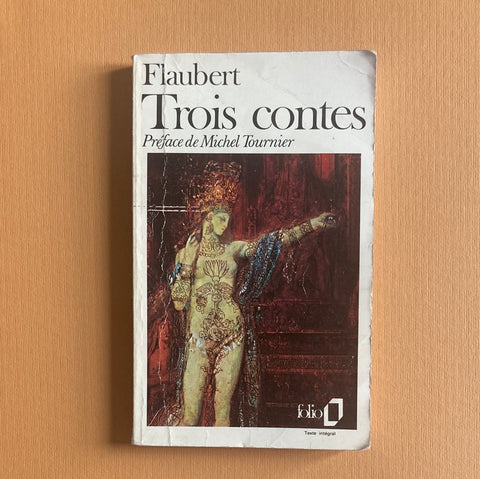 Flaubert
Trois contes
Préface de Michel Tournier
folio
Texte intégral